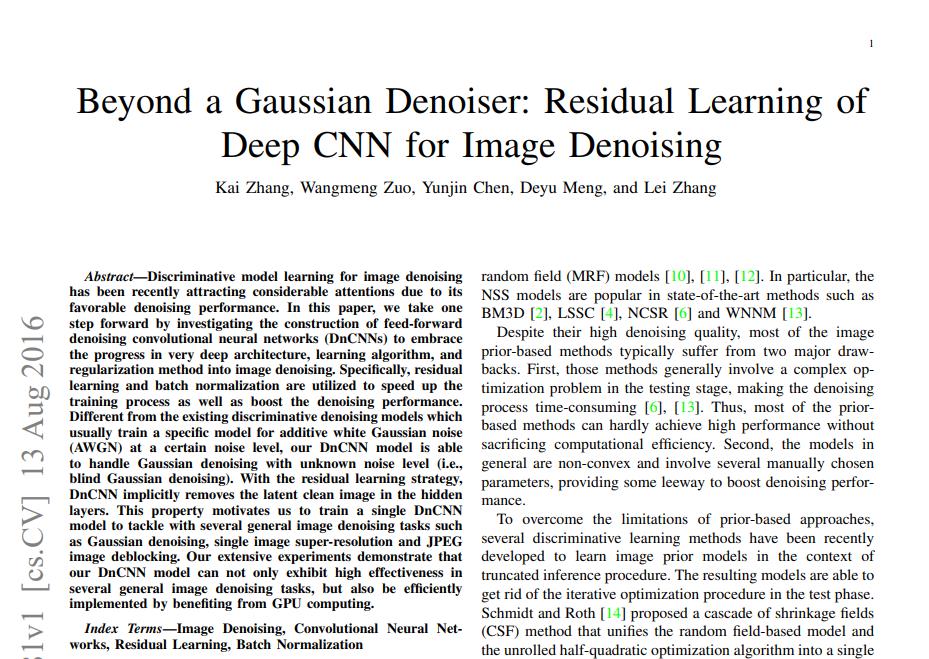 1
Beyond a Gaussian Denoiser: Residual Learning of
Deep CNN for Image Denoising
Kai Zhang, Wangmeng Zuo, Yunjin Chen, Deyu Meng, and Lei Zhang
Abstract—Discriminative model learning for image denoising
has been recently attracting considerable attentions due to its
favorable denoising performance. In this paper, we take one
step forward by investigating the construction of feed-forward
denoising convolutional neural networks (DnCNNs) to embrace
the progress in very deep architecture, learning algorithm, and
regularization method into image denoising. Specifically, residual
learning and batch normalization are utilized to speed up the
training process as well as boost the denoising performance.
Different from the existing discriminative denoising models which
usually train a specific model for additive white Gaussian noise
(AWGN) at a certain noise level, our DnCNN model is able
to handle Gaussian denoising with unknown noise level (i.e.,
blind Gaussian denoising). With the residual learning strategy,
DnCNN implicitly removes the latent clean image in the hidden
layers. This property motivates us to train a single DnCNN
model to tackle with several general image denoising tasks such
as Gaussian denoising, single image super-resolution and JPEG
image deblocking. Our extensive experiments demonstrate that
our DnCNN model can not only exhibit high effectiveness in
several general image denoising tasks, but also be efficiently
implemented by benefiting from GPU computing.
Index Terms—Image Denoising, Convolutional Neural Net-
works, Residual Learning, Batch Normalization
random field (MRF) models [10], [11], [12]. In particular, the
NSS models are popular in state-of-the-art methods such as
BM3D [2], LSSC [4], NCSR [6] and WNNM [13].
Despite their high denoising quality, most of the image
prior-based methods typically suffer from two major draw-
backs. First, those methods generally involve a complex op-
timization problem in the testing stage, making the denoising
process time-consuming [6], [13]. Thus, most of the prior-
based methods can hardly achieve high performance without
sacrificing computational efficiency. Second, the models in
general are non-convex and involve several manually chosen
parameters, providing some leeway to boost denoising perfor-
mance.
To overcome the limitations of prior-based approaches,
several discriminative learning methods have been recently
developed to learn image prior models in the context of
truncated inference procedure. The resulting models are able to
get rid of the iterative optimization procedure in the test phase.
Schmidt and Roth [14] proposed a cascade of shrinkage fields
(CSF) method that unifies the random field-based model and
the unrolled half-quadratic optimization algorithm into a single
1v1 [cs.CV] 13 Aug 2016